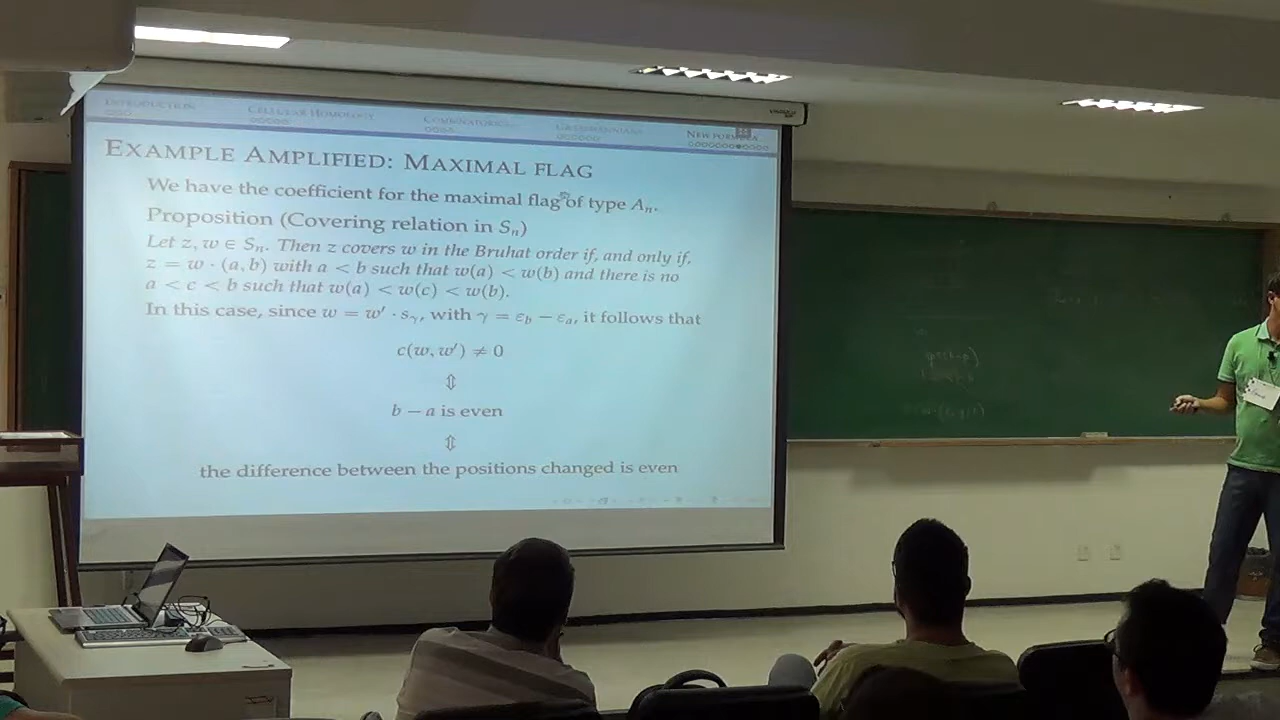 INTRODUCTION CELLULAR HOMOLOGY COMBINATORICS GRASSMANNIANS NEW FORMULA
EXAMPLE AMPLIFIED: MAXIMAL FLAG
We have the coefficient for the maximal flag of type Aₙ.
Proposition (Covering relation in Sₙ)
Let z, w ∈ Sₙ. Then z covers w in the Bruhat order if, and only if,
z = w · (a, b) with a < b such that w(a) < w(b) and there is no
a < c < b such that w(a) < w(c) < w(b).
In this case, since w = w′ · sᵧ, with γ = ε_b − ε_a, it follows that
c(w, w′) ≠ 0
⇕
b − a is even
⇕
the difference between the positions changed is even